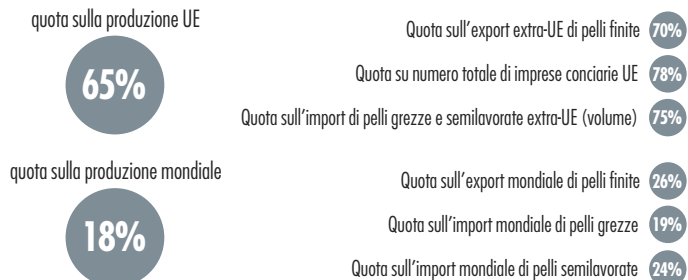 quota sulla produzione UE
65%
Quota sull'export extra-UE di pelli finite 70%
Quota su numero totale di imprese conciarie UE 78%
Quota sull'import di pelli grezze e semilavorate extra-UE (volume) 75%
quota sulla produzione mondiale
18%
Quota sull'export mondiale di pelli finite 26%
Quota sull'import mondiale di pelli grezze 19%
Quota sull'import mondiale di pelli semilavorate 24%